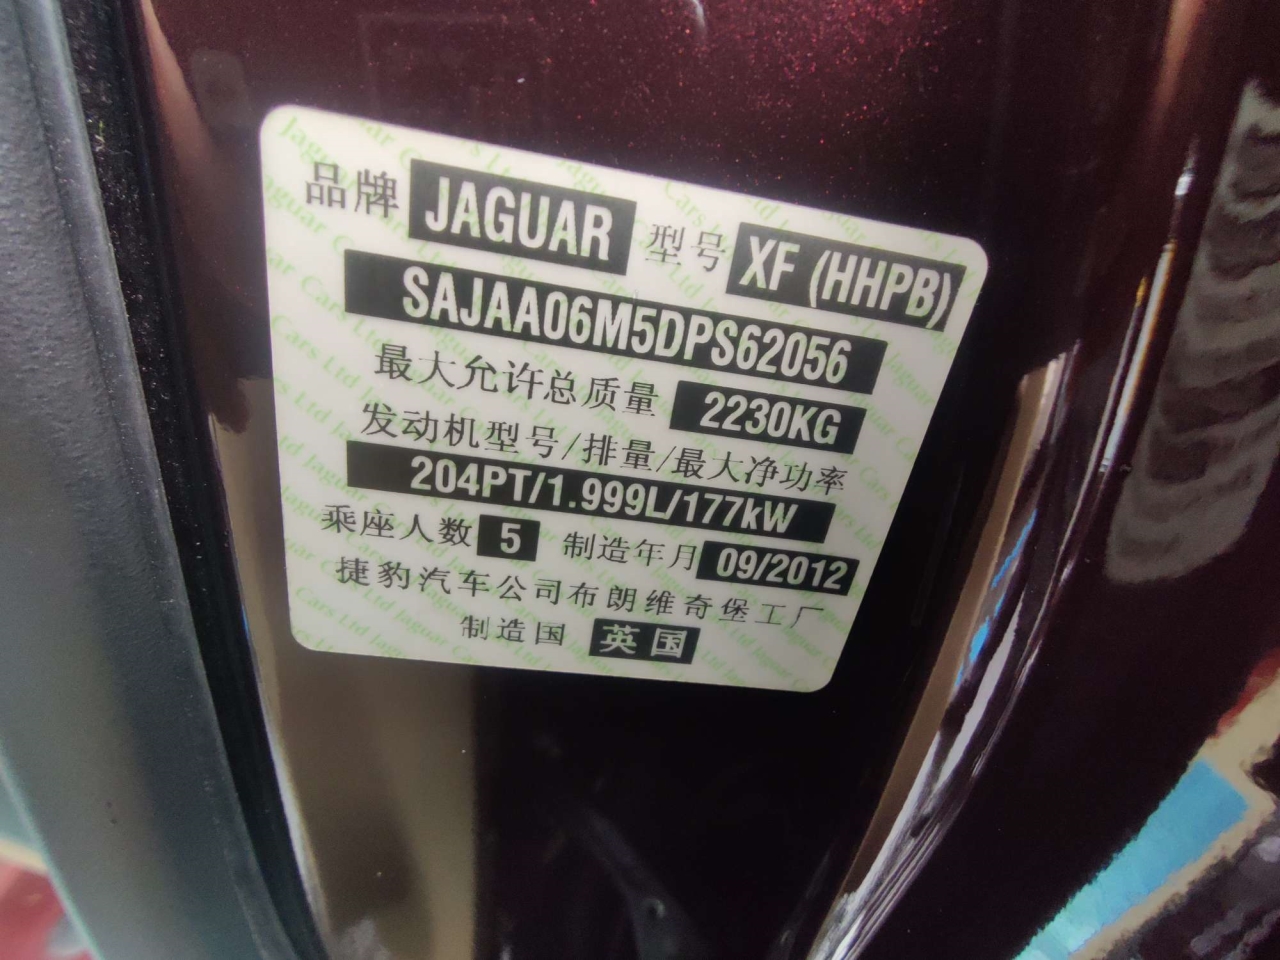 品牌 JAGUAR 型号 XF (HHPB)
SAJAA06M5DPS62056
最大允许总质量 2230KG
发动机型号/排量/最大净功率
204PT/1.999L/177kW
乘座人数 5 制造年月 09/2012
捷豹汽车公司布朗维奇堡工厂
制造国 英国